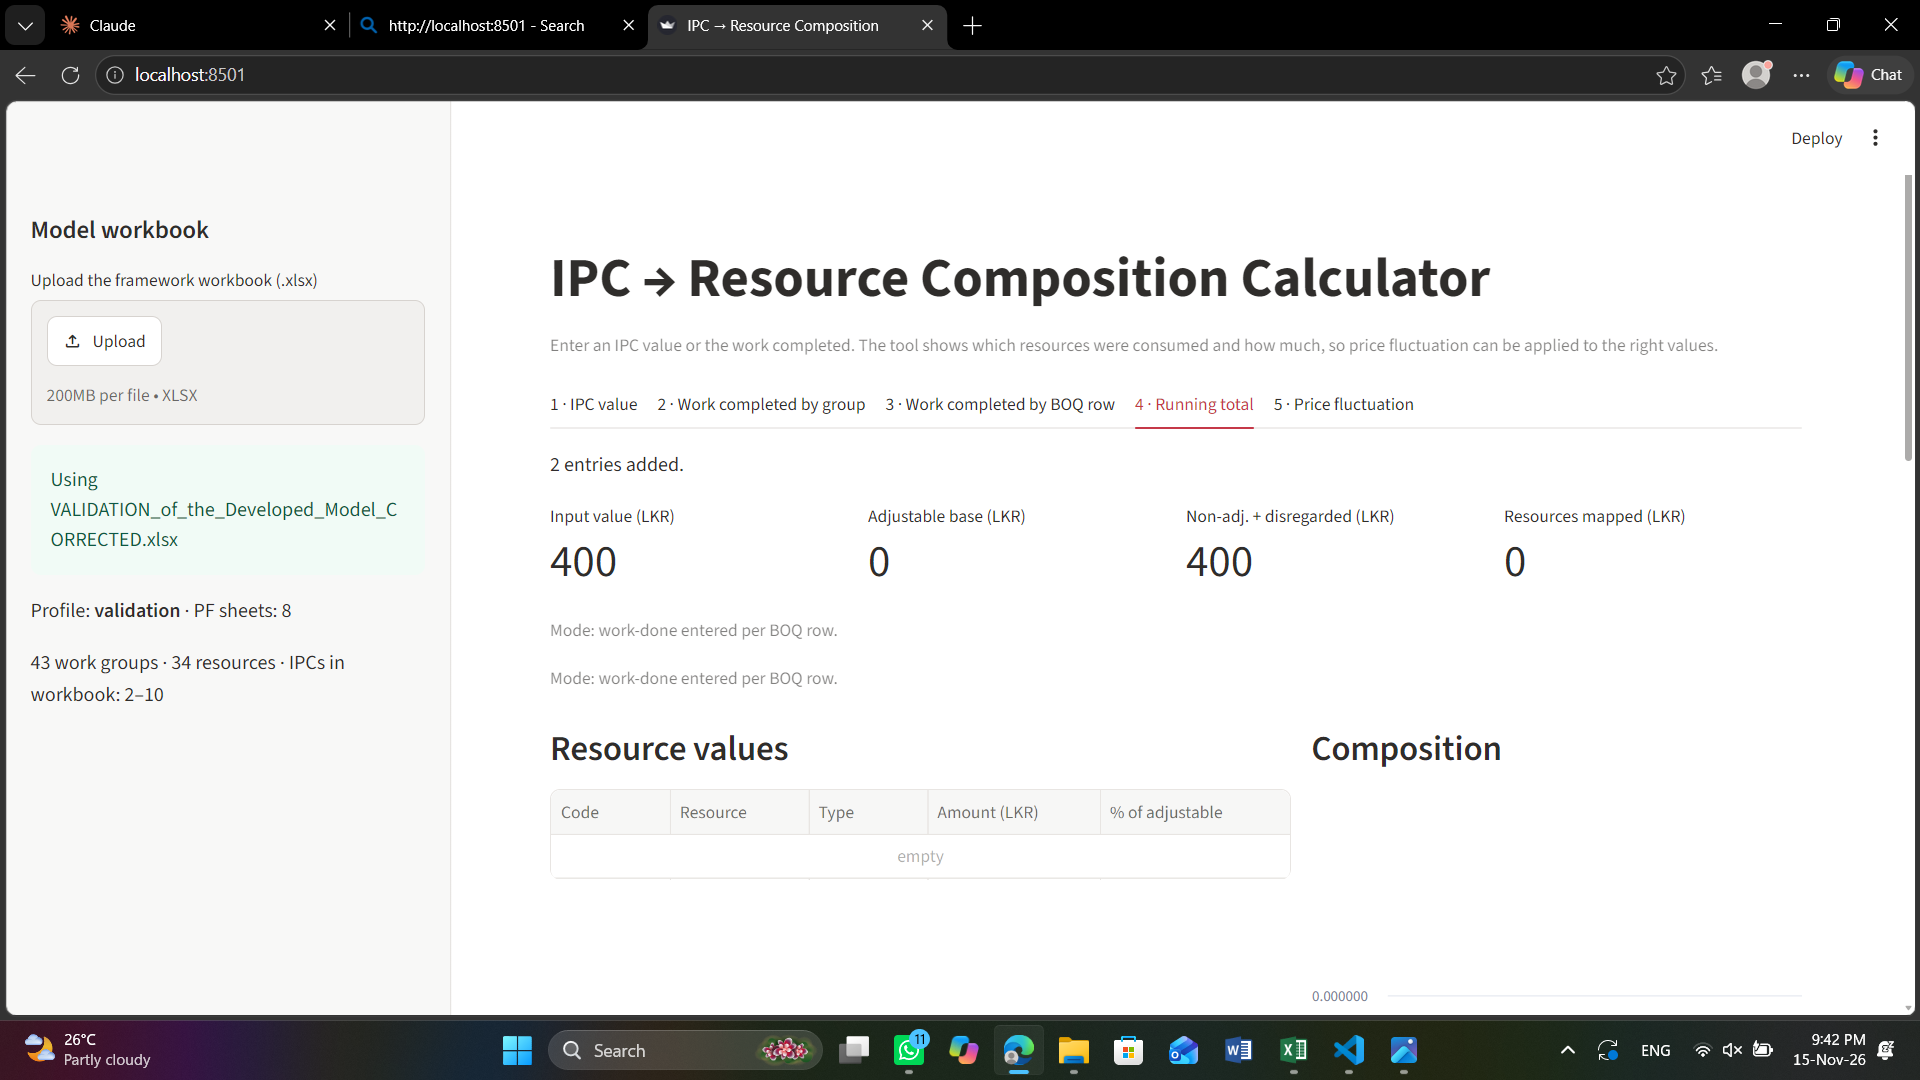 Claude
http://localhost:8501 - Search
IPC → Resource Composition
localhost:8501
Chat
Deploy
Model workbook
Upload the framework workbook (.xlsx)
Upload
200MB per file • XLSX
Using
VALIDATION_of_the_Developed_Model_C
ORRECTED.xlsx
Profile: validation · PF sheets: 8
43 work groups · 34 resources · IPCs in
workbook: 2–10
IPC → Resource Composition Calculator
Enter an IPC value or the work completed. The tool shows which resources were consumed and how much, so price fluctuation can be applied to the right values.
1 · IPC value 2 · Work completed by group 3 · Work completed by BOQ row 4 · Running total 5 · Price fluctuation
2 entries added.
Input value (LKR) Adjustable base (LKR) Non-adj. + disregarded (LKR) Resources mapped (LKR)
400 0 400 0
Mode: work-done entered per BOQ row.
Mode: work-done entered per BOQ row.
Resource values
Code Resource Type Amount (LKR) % of adjustable
empty
Composition
0.000000
26°C
Partly cloudy
Search
11
ENG
9:42 PM
15-Nov-26